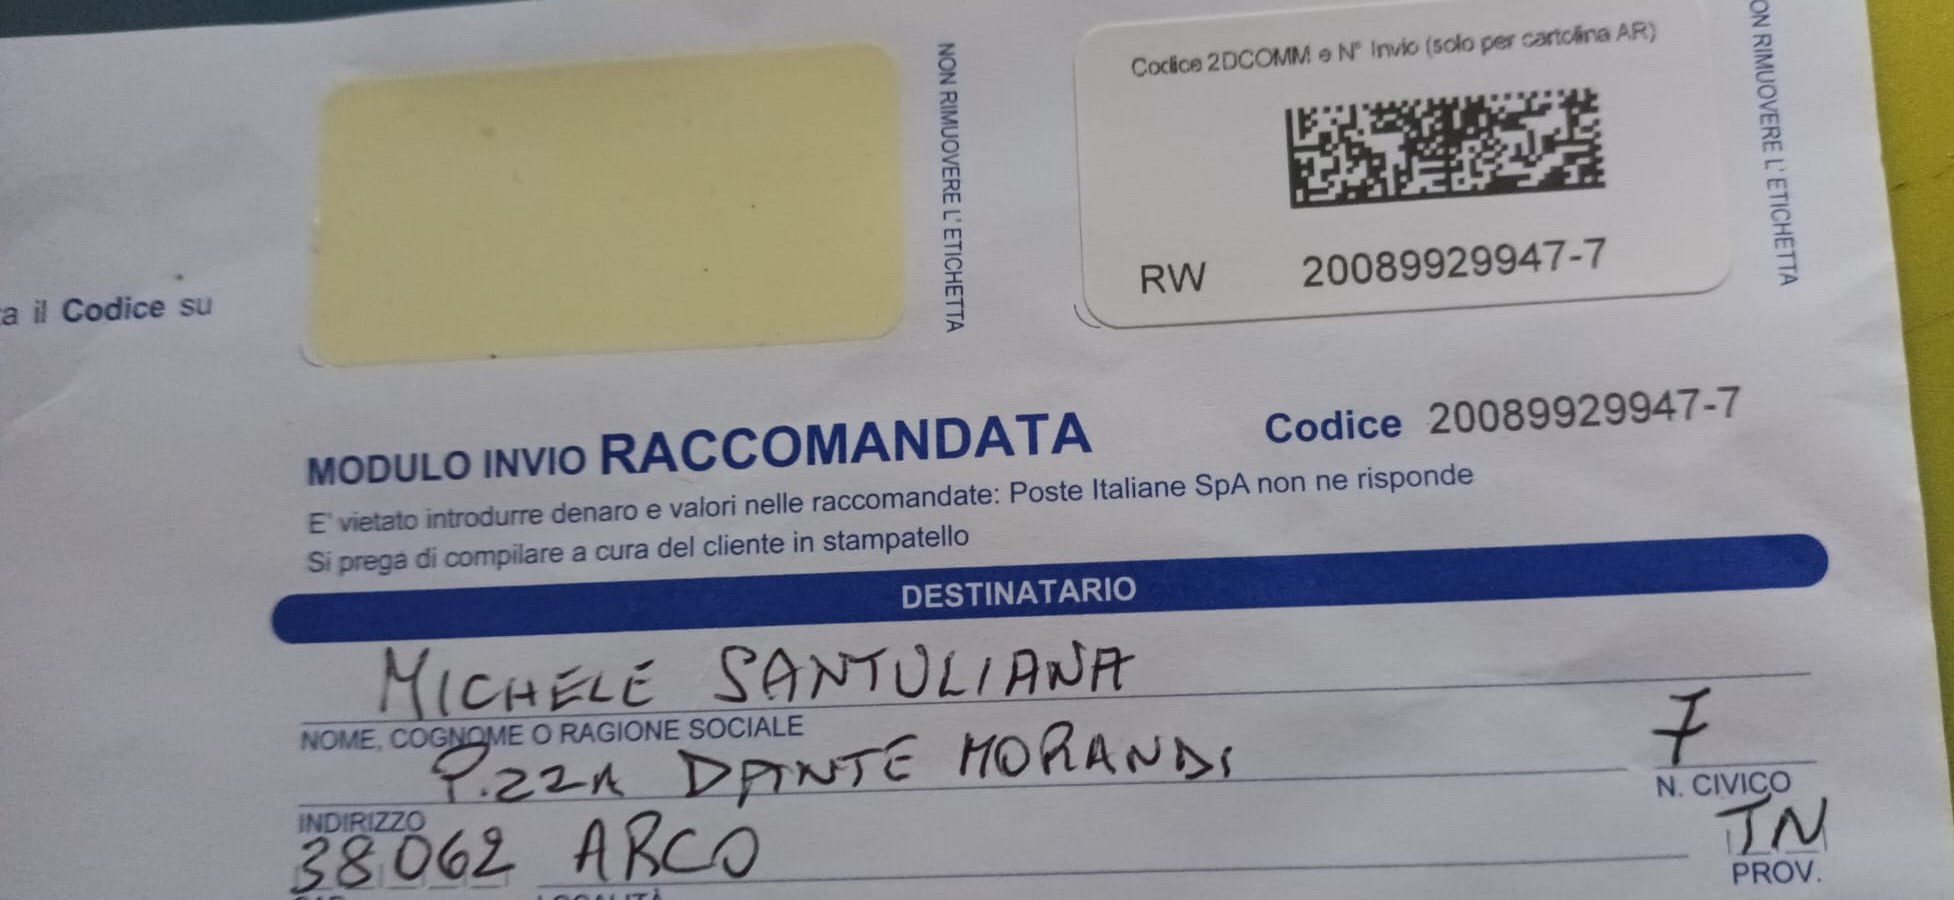 Codice 2DCOMM e N° Invio (solo per cartolina AR)
NON RIMUOVERE L'ETICHETTA
ON RIMUOVERE L'ETICHETTA
RW 20089929947-7
a il Codice su
MODULO INVIO RACCOMANDATA Codice 20089929947-7
E' vietato introdurre denaro e valori nelle raccomandate: Poste Italiane SpA non ne risponde
Si prega di compilare a cura del cliente in stampatello
DESTINATARIO
MICHELE SANTULIANA
NOME, COGNOME O RAGIONE SOCIALE
P.ZZA DANTE MORANDI 7
INDIRIZZO N. CIVICO
38062 ARCO TN
PROV.